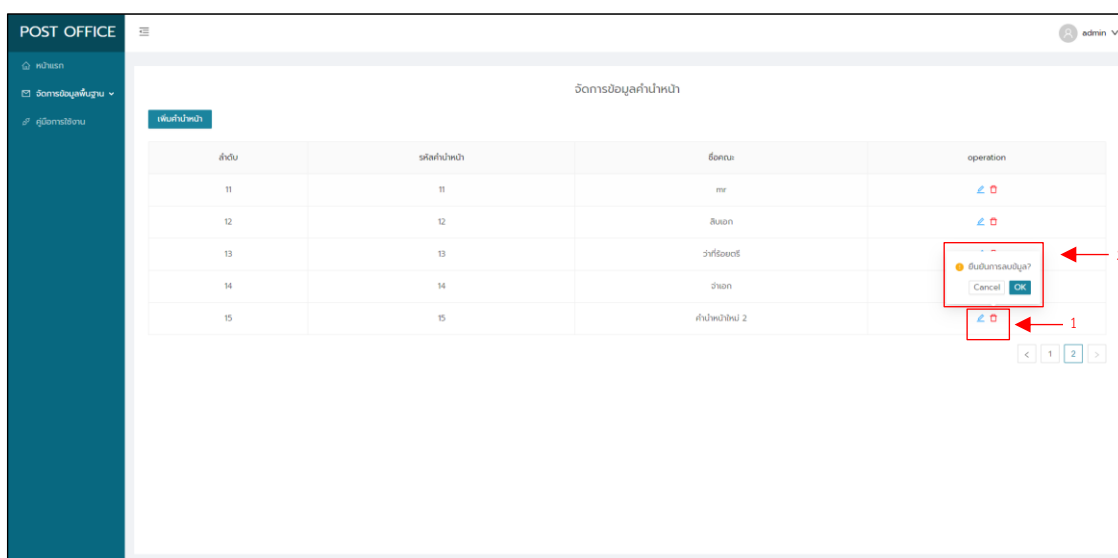 POST OFFICE
admin
หน้าแรก
จัดการข้อมูลพื้นฐาน
คู่มือการใช้งาน
จัดการข้อมูลคำนำหน้า
เพิ่มคำนำหน้า
ลำดับ รหัสคำนำหน้า ชื่อคณะ operation
11 11 mr
12 12 สิบเอก
13 13 ว่าที่ร้อยตรี
ยืนยันการลบข้มูล?
Cancel OK
14 14 จ่าเอก
15 15 คำนำหน้าใหม่ 2
1
< 1 2 >